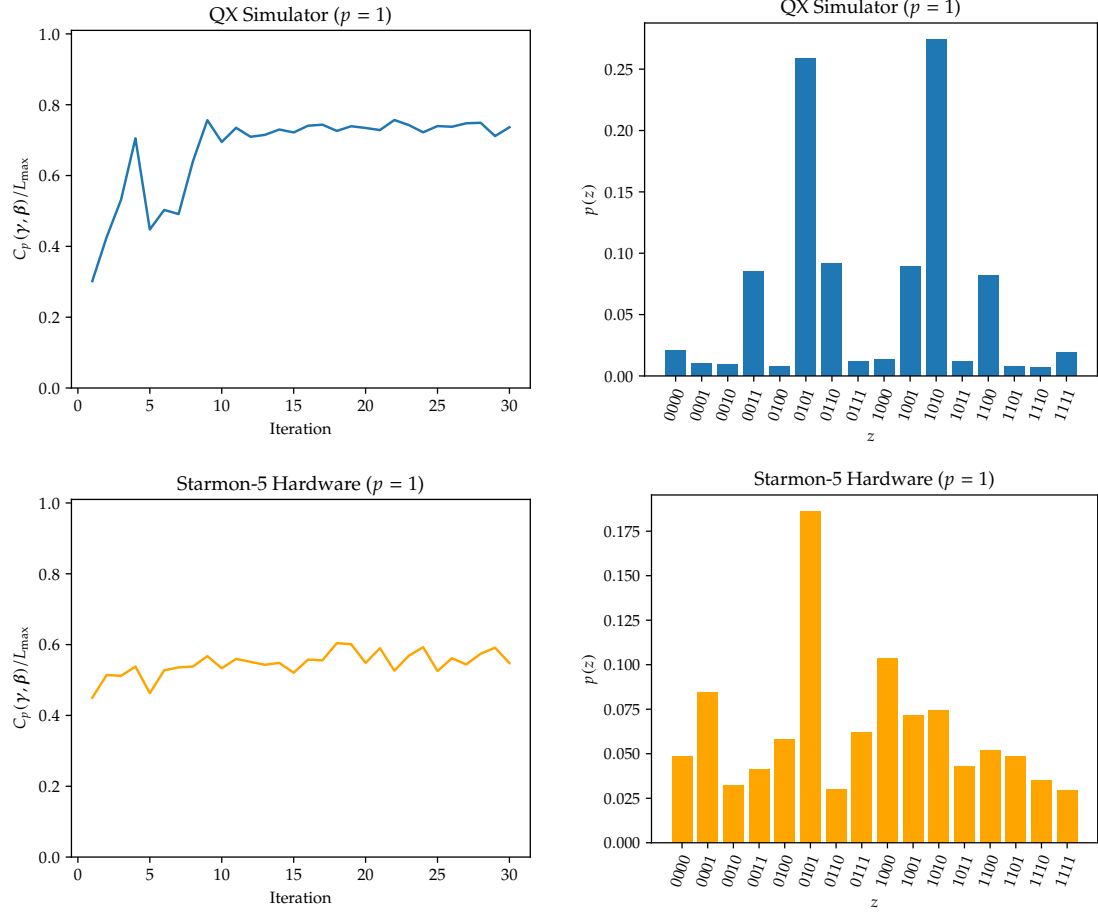 QX Simulator (p = 1)
C_p(γ, β)/L_max
1.0
0.8
0.6
0.4
0.2
0.0
0 5 10 15 20 25 30
Iteration
QX Simulator (p = 1)
p(z)
0.25
0.20
0.15
0.10
0.05
0.00
0000 0001 0010 0011 0100 0101 0110 0111 1000 1001 1010 1011 1100 1101 1110 1111
z
Starmon-5 Hardware (p = 1)
C_p(γ, β)/L_max
1.0
0.8
0.6
0.4
0.2
0.0
0 5 10 15 20 25 30
Iteration
Starmon-5 Hardware (p = 1)
p(z)
0.175
0.150
0.125
0.100
0.075
0.050
0.025
0.000
0000 0001 0010 0011 0100 0101 0110 0111 1000 1001 1010 1011 1100 1101 1110 1111
z